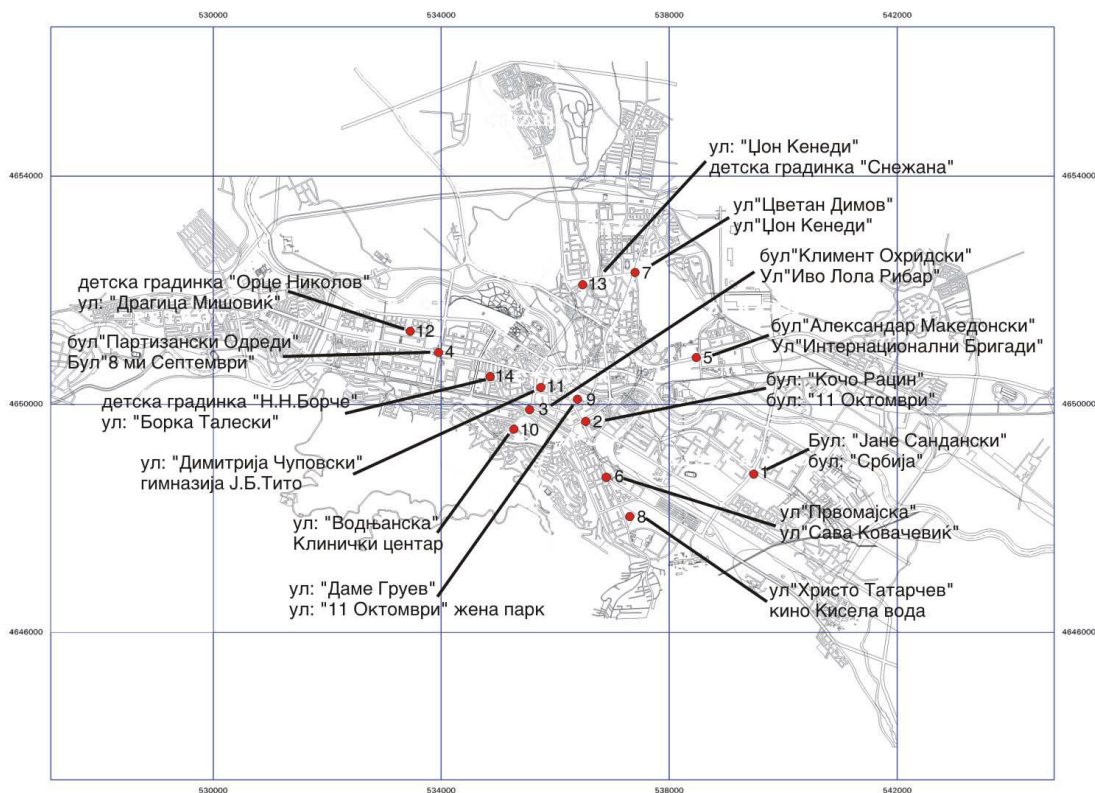 530000
534000
538000
542000
ул: "Џон Кенеди"
детска градинка "Снежана"
4654000
4654000
ул"Цветан Димов"
ул"Џон Кенеди"
бул"Климент Охридски"
Ул"Иво Лола Рибар"
7
13
детска градинка "Орце Николов"
ул: "Драгица Мишовиќ"
12
бул"Партизански Одреди"
Бул"8 ми Септември"
4
бул"Александар Македонски"
Ул"Интернационални Бригади"
5
14
11
бул: "Кочо Рацин"
бул: "11 Октомври"
детска градинка "Н.Н.Борче"
ул: "Борка Талески"
4650000
4650000
9
3
2
10
Бул: "Јане Сандански"
бул: "Србија"
1
ул: "Димитрија Чуповски"
гимназија Ј.Б.Тито
6
ул"Првомајска"
ул"Сава Ковачевиќ"
8
ул: "Водњанска"
Клинички центар
ул: "Даме Груев"
ул: "11 Октомври" жена парк
ул"Христо Татарчев"
кино Кисела вода
4646000
4646000
530000
534000
538000
542000